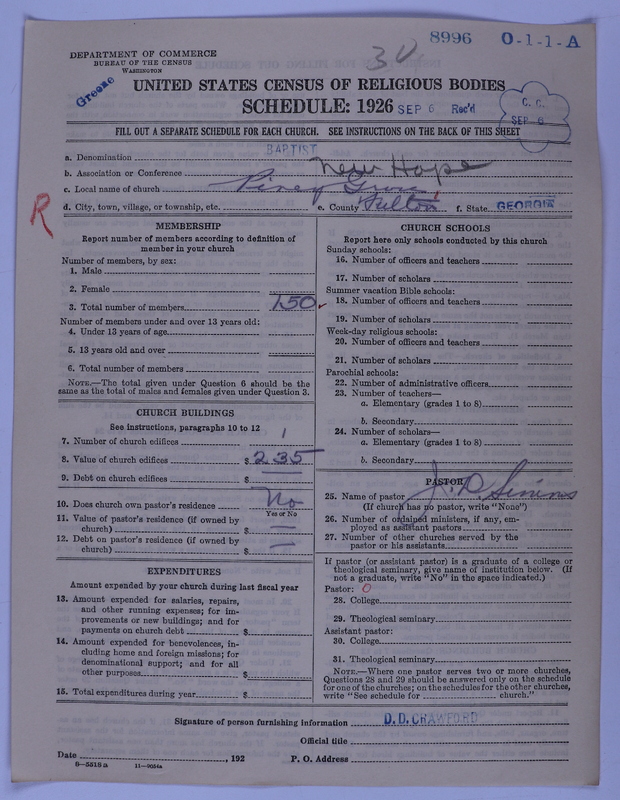 8996 O-1-1-A
30
DEPARTMENT OF COMMERCE
BUREAU OF THE CENSUS
WASHINGTON
Greene
UNITED STATES CENSUS OF RELIGIOUS BODIES
SCHEDULE: 1926 SEP 6 Rec'd
C. C.
SEP 6
FILL OUT A SEPARATE SCHEDULE FOR EACH CHURCH. SEE INSTRUCTIONS ON THE BACK OF THIS SHEET
a. Denomination BAPTIST
b. Association or Conference New Hope
c. Local name of church Piney Grove
d. City, town, village, or township, etc. e. County Fulton f. State GEORGIA
R
MEMBERSHIP
Report number of members according to definition of
member in your church
Number of members, by sex:
1. Male
2. Female
3. Total number of members 150
Number of members under and over 13 years old:
4. Under 13 years of age
5. 13 years old and over
6. Total number of members
NOTE.—The total given under Question 6 should be the
same as the total of males and females given under Question 3.
CHURCH BUILDINGS
See instructions, paragraphs 10 to 12
7. Number of church edifices 1
8. Value of church edifices $ 235
9. Debt on church edifices $ —
10. Does church own pastor's residence No
Yes or No
11. Value of pastor's residence (if owned by
church) $ —
12. Debt on pastor's residence (if owned by
church) $ —
EXPENDITURES
Amount expended by your church during last fiscal year
13. Amount expended for salaries, repairs,
and other running expenses; for im-
provements or new buildings; and for
payments on church debt $
14. Amount expended for benevolences, in-
cluding home and foreign missions; for
denominational support; and for all
other purposes $
15. Total expenditures during year $
CHURCH SCHOOLS
Report here only schools conducted by this church
Sunday schools:
16. Number of officers and teachers
17. Number of scholars
Summer vacation Bible schools:
18. Number of officers and teachers
19. Number of scholars
Week-day religious schools:
20. Number of officers and teachers
21. Number of scholars
Parochial schools:
22. Number of administrative officers
23. Number of teachers—
a. Elementary (grades 1 to 8)
b. Secondary
24. Number of scholars—
a. Elementary (grades 1 to 8)
b. Secondary
PASTOR
25. Name of pastor J. D. Simms
(If church has no pastor, write "None")
26. Number of ordained ministers, if any, em-
ployed as assistant pastors
27. Number of other churches served by the
pastor or his assistants
If pastor (or assistant pastor) is a graduate of a college or
theological seminary, give name of institution below. (If
not a graduate, write "No" in the space indicated.)
Pastor: 0
28. College
29. Theological seminary
Assistant pastor:
30. College
31. Theological seminary
NOTE.—Where one pastor serves two or more churches,
Questions 28 and 29 should be answered only on the schedule
for one of the churches; on the schedules for the other churches,
write "See schedule for church."
Signature of person furnishing information D. D. CRAWFORD
Official title
Date , 192 P. O. Address
8—5518a 11—9054a